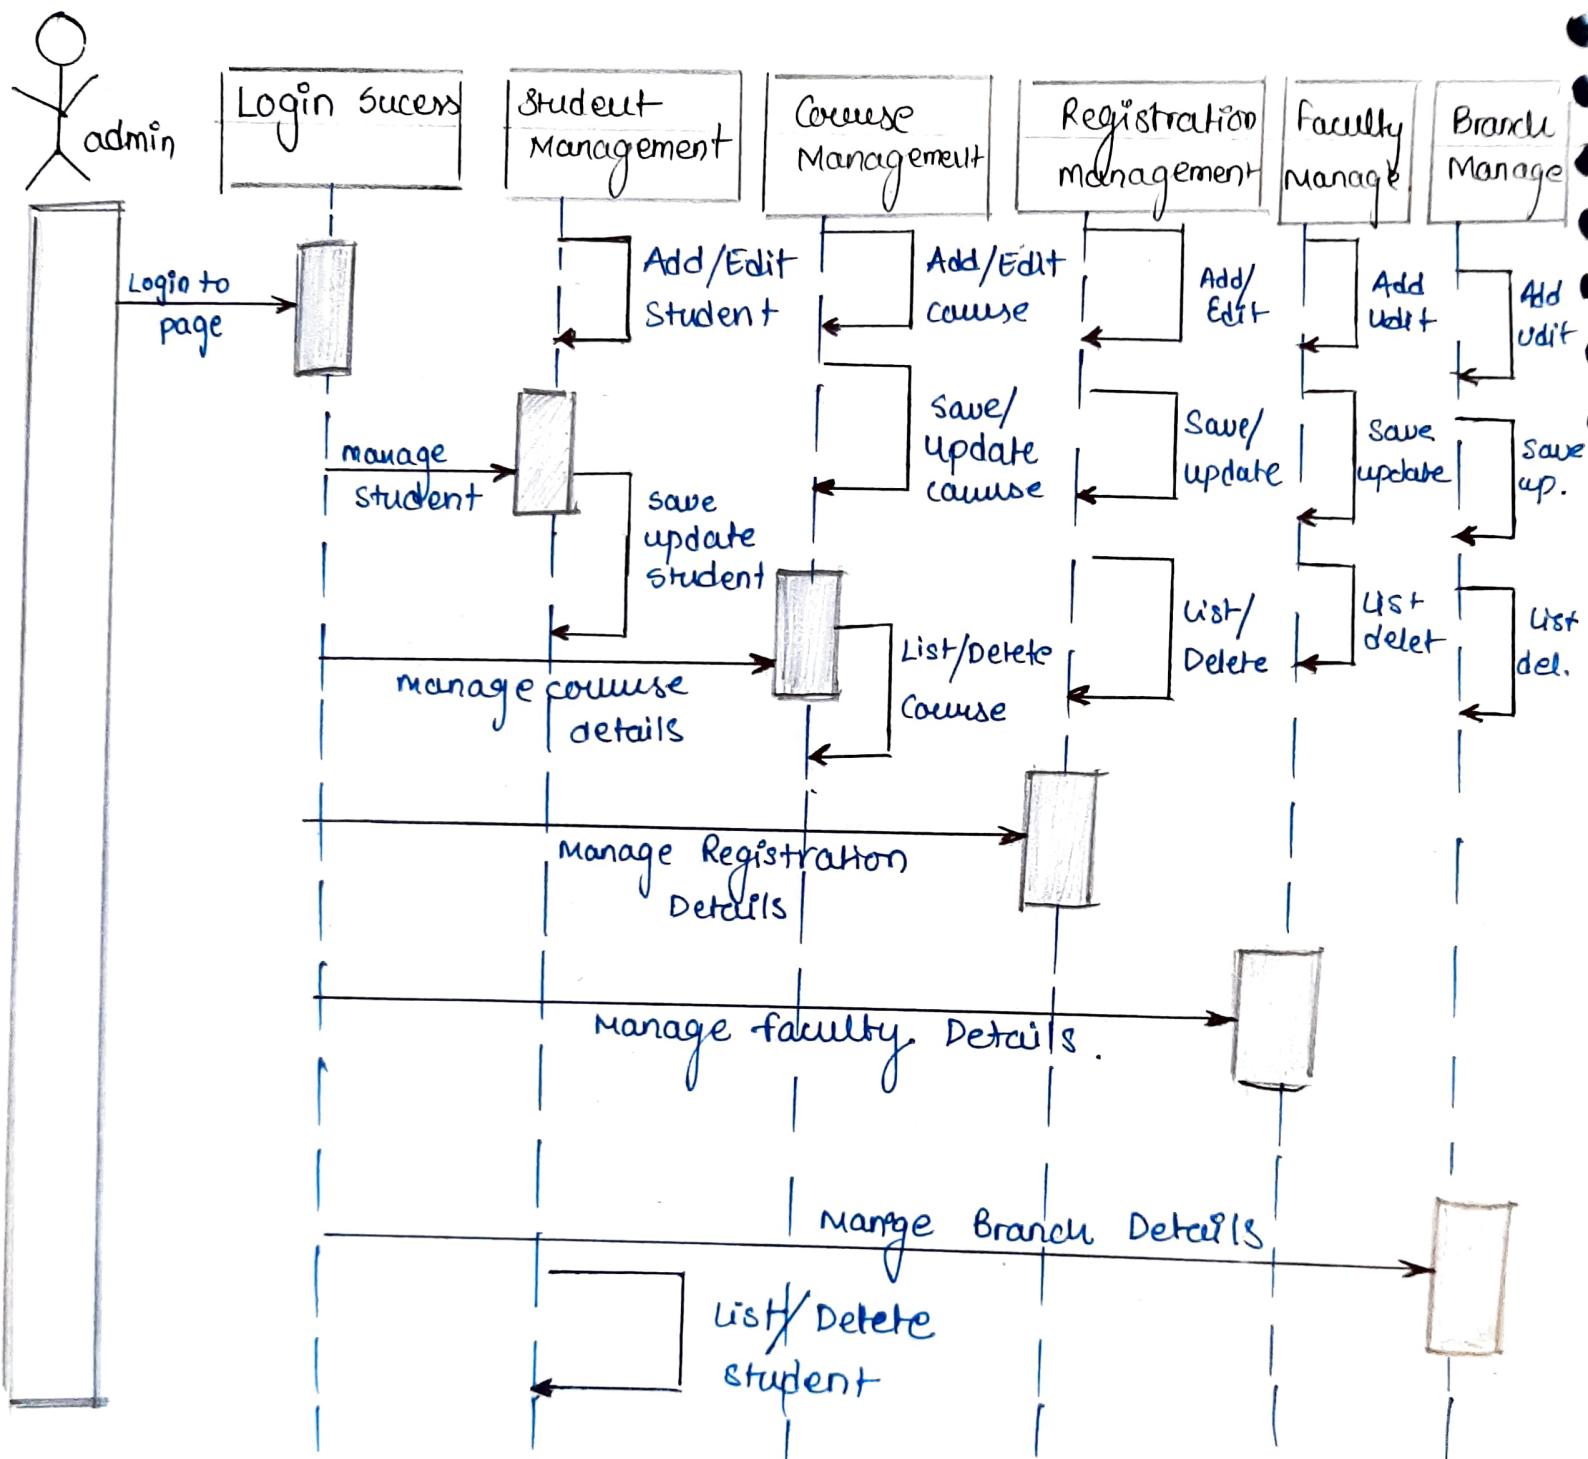 admin
Login Sucess
Student
Management
Course
Management
Registration
management
Faculty
Manage
Branch
Manage
Login to
page
Add/Edit
Student
Add/Edit
course
Add/
Edit
Add
Udit
Add
Udit
manage
student
save
update
student
Save/
update
course
Save/
update
Save
update
Save
up.
manage course
details
List/Delete
Course
List/
Delete
List
delet
List
del.
Manage Registration
Details
Manage faculty Details.
Manage Branch Details
List/Delete
student